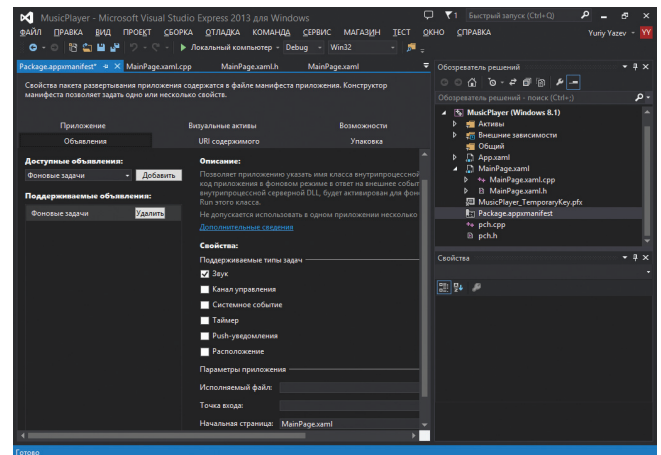 MusicPlayer - Microsoft Visual Studio Express 2013 для Windows
1 Быстрый запуск (Ctrl+Q)
ФАЙЛ ПРАВКА ВИД ПРОЕКТ СБОРКА ОТЛАДКА КОМАНДА СЕРВИС МАГАЗИН ТЕСТ ОКНО СПРАВКА
Yuriy Yazev YY
Локальный компьютер Debug Win32
Package.appxmanifest* MainPage.xaml.cpp MainPage.xaml.h MainPage.xaml
Свойства пакета развертывания приложения содержатся в файле манифеста приложения. Конструктор
манифеста позволяет задать одно или несколько свойств.
Приложение Визуальные активы Возможности
Объявления URI содержимого Упаковка
Доступные объявления:
Фоновые задачи Добавить
Поддерживаемые объявления:
Фоновые задачи Удалить
Описание:
Позволяет приложению указать имя класса внутрипроцессной
код приложения в фоновом режиме в ответ на внешнее событ
внутрипроцессной серверной DLL, будет активирован для фон
Run этого класса.
Не допускается использовать в одном приложении несколько
Дополнительные сведения
Свойства:
Поддерживаемые типы задач
Звук
Канал управления
Системное событие
Таймер
Push-уведомления
Расположение
Параметры приложения
Исполняемый файл:
Точка входа:
Начальная страница: MainPage.xaml
Обозреватель решений
Обозреватель решений - поиск (Ctrl+;)
MusicPlayer (Windows 8.1)
Активы
Внешние зависимости
Общий
App.xaml
MainPage.xaml
MainPage.xaml.cpp
MainPage.xaml.h
MusicPlayer_TemporaryKey.pfx
Package.appxmanifest
pch.cpp
pch.h
Свойства
Готово